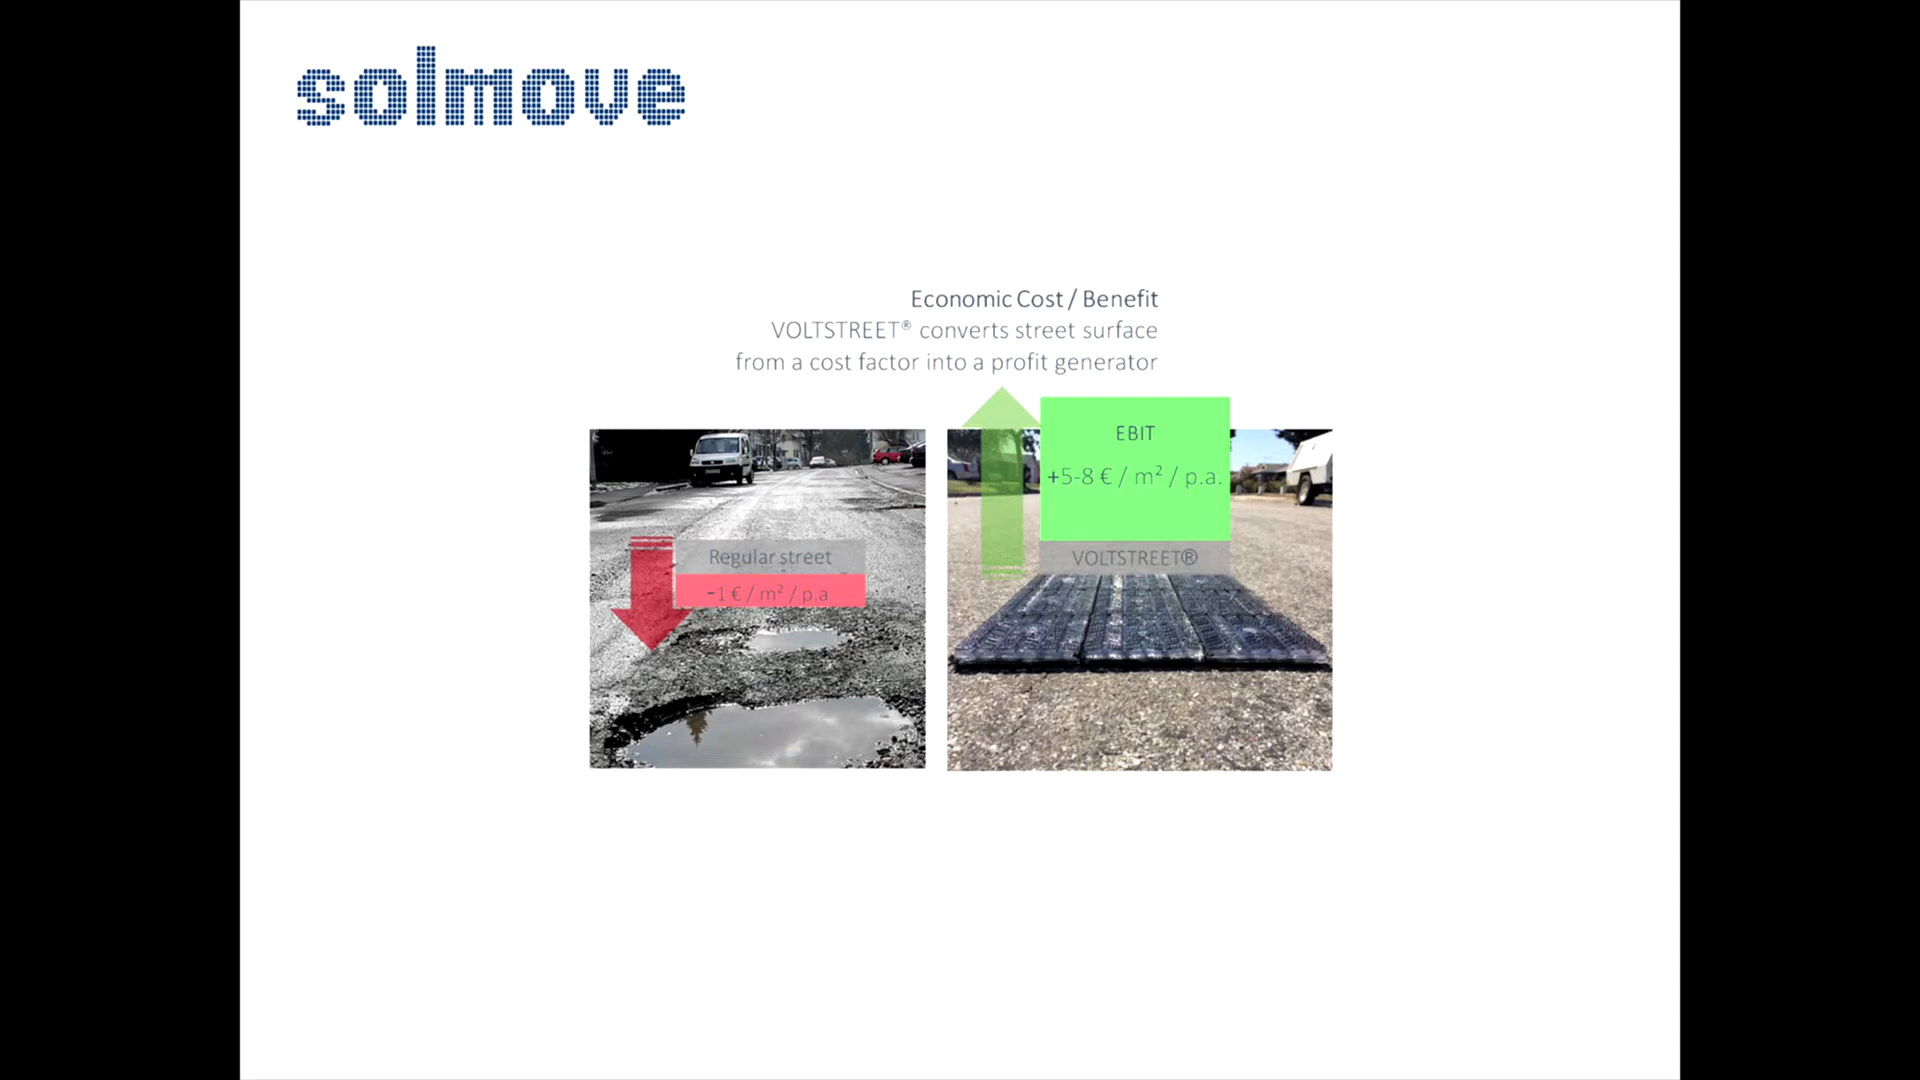 solmove
Economic Cost / Benefit
VOLTSTREET® converts street surface
from a cost factor into a profit generator
EBIT
+5-8 € / m² / p.a.
Regular street
VOLTSTREET®
-1 € / m² / p.a